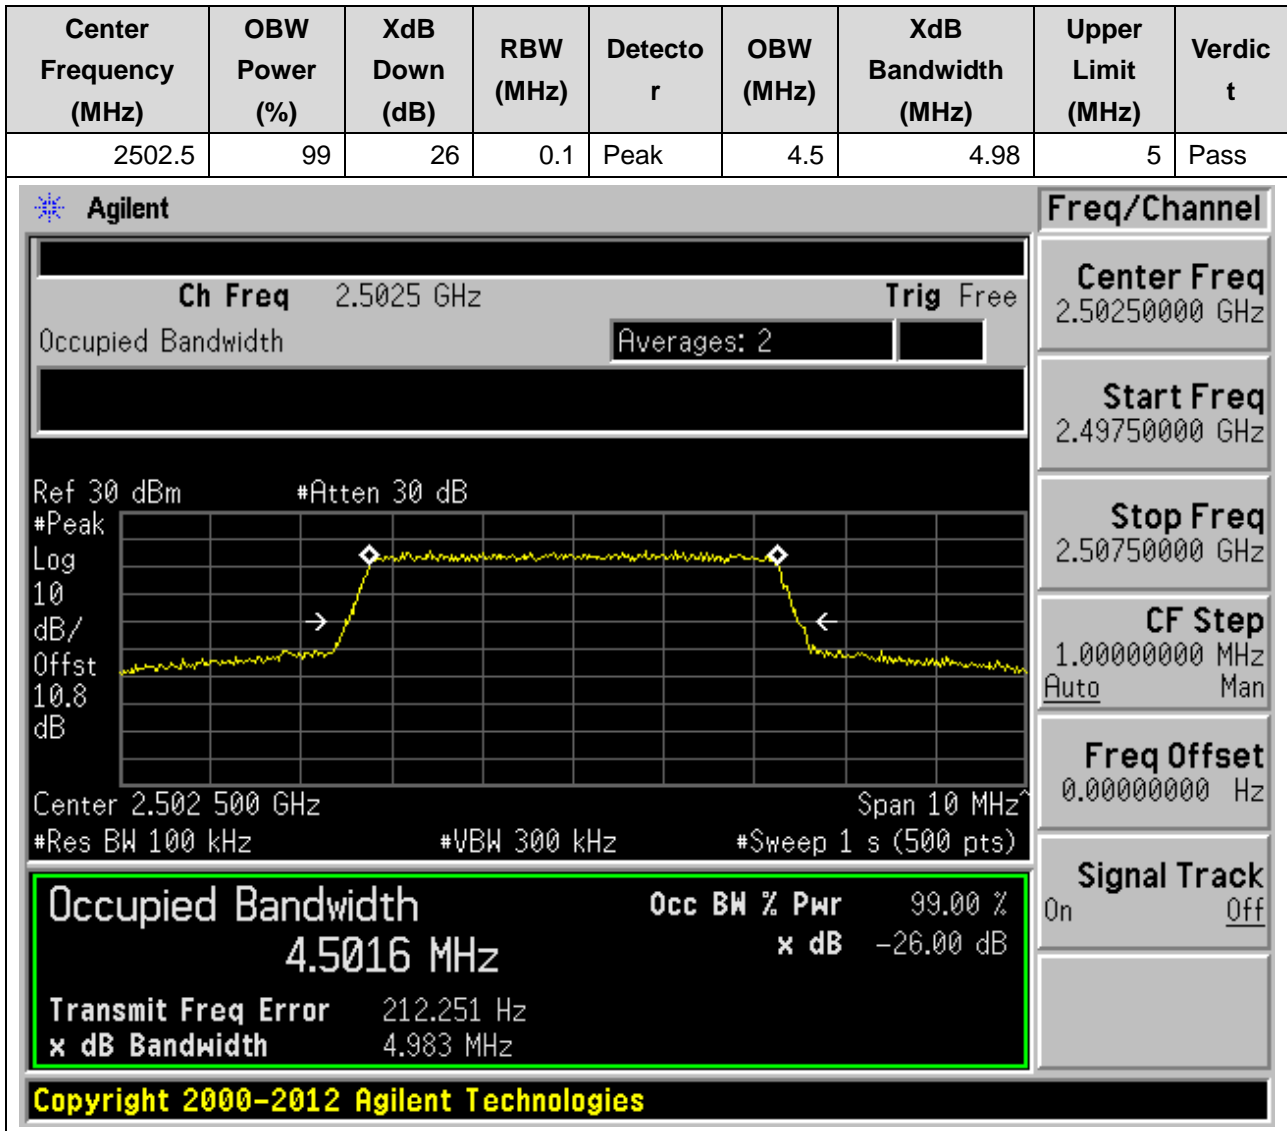 Center Frequency (MHz) OBW Power (%) XdB Down (dB) RBW (MHz) Detecto r OBW (MHz) XdB Bandwidth (MHz) Upper Limit (MHz) Verdic t
2502.5 99 26 0.1 Peak 4.5 4.98 5 Pass
Agilent
Freq/Channel
Ch Freq 2.5025 GHz Trig Free
Occupied Bandwidth Averages: 2
Center Freq
2.50250000 GHz
Start Freq
2.49750000 GHz
Stop Freq
2.50750000 GHz
CF Step
1.00000000 MHz
Auto Man
Freq Offset
0.00000000 Hz
Signal Track
On Off
Ref 30 dBm #Atten 30 dB
#Peak
Log
10
dB/
Offst
10.8
dB
Center 2.502 500 GHz Span 10 MHz^
#Res BW 100 kHz #VBW 300 kHz #Sweep 1 s (500 pts)
Occupied Bandwidth Occ BW % Pwr 99.00 %
4.5016 MHz x dB -26.00 dB
Transmit Freq Error 212.251 Hz
x dB Bandwidth 4.983 MHz
Copyright 2000-2012 Agilent Technologies